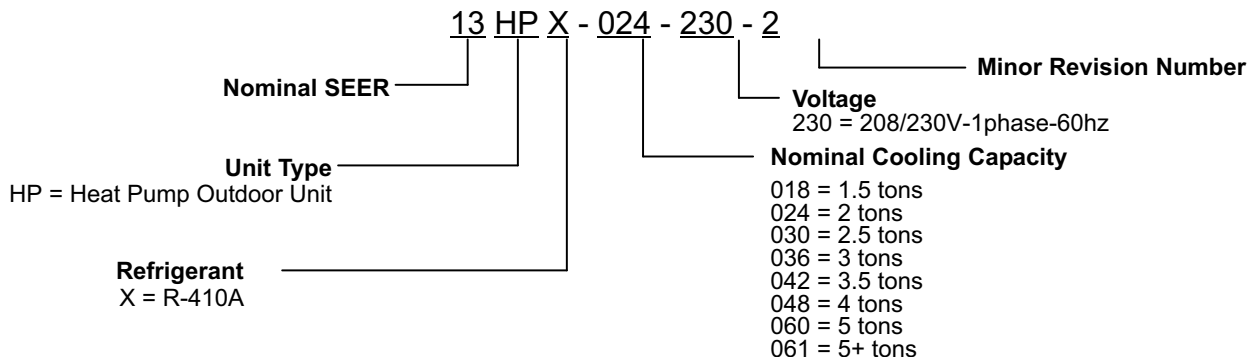 13 HP X - 024 - 230 - 2
Minor Revision Number
Nominal SEER
Voltage
230 = 208/230V-1phase-60hz
Unit Type
HP = Heat Pump Outdoor Unit
Nominal Cooling Capacity
018 = 1.5 tons
024 = 2 tons
030 = 2.5 tons
036 = 3 tons
042 = 3.5 tons
048 = 4 tons
060 = 5 tons
061 = 5+ tons
Refrigerant
X = R-410A